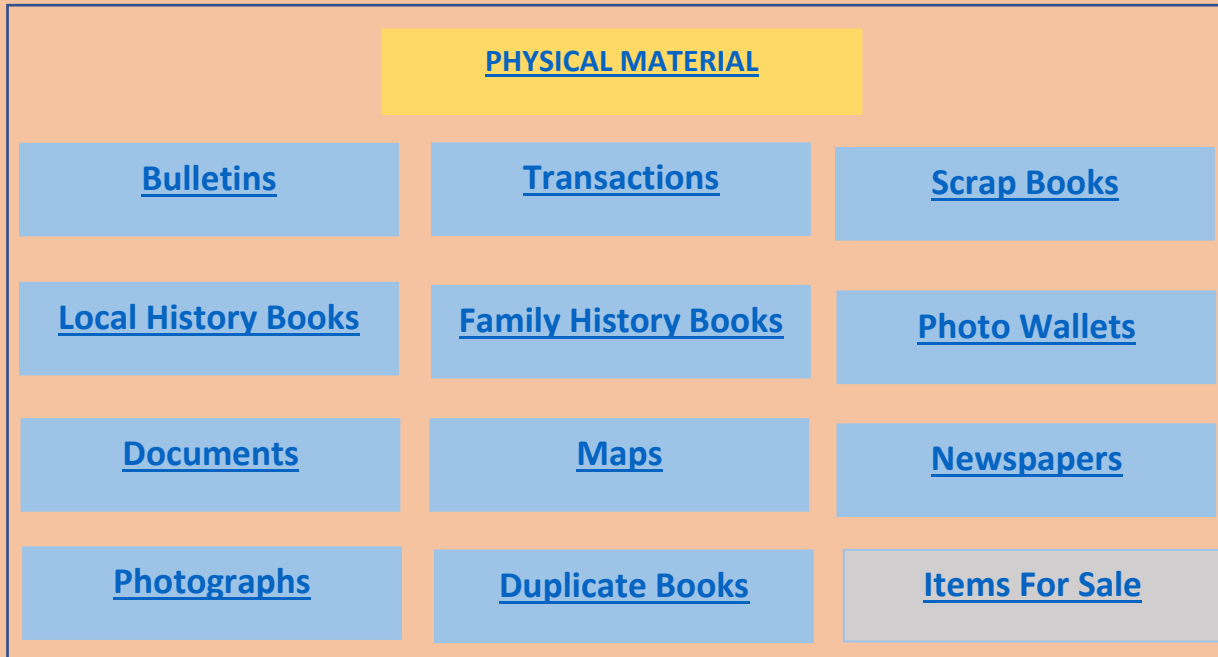 PHYSICAL MATERIAL
Bulletins
Transactions
Scrap Books
Local History Books
Family History Books
Photo Wallets
Documents
Maps
Newspapers
Photographs
Duplicate Books
Items For Sale